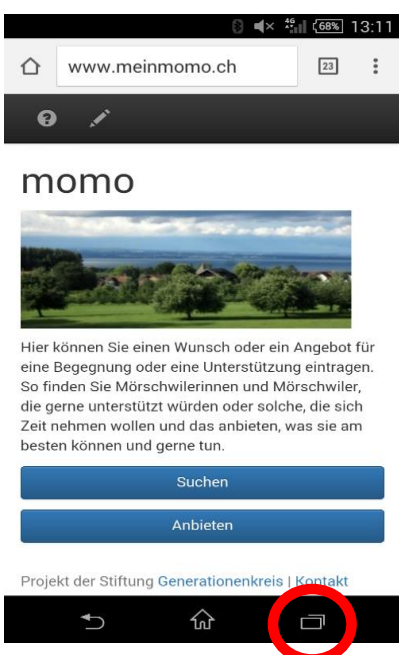 46 68% 13:11
www.meinmomo.ch 23
?
momo
Hier können Sie einen Wunsch oder ein Angebot für
eine Begegnung oder eine Unterstützung eintragen.
So finden Sie Mörschwilerinnen und Mörschwiler,
die gerne unterstützt würden oder solche, die sich
Zeit nehmen wollen und das anbieten, was sie am
besten können und gerne tun.
Suchen
Anbieten
Projekt der Stiftung Generationenkreis | Kontakt